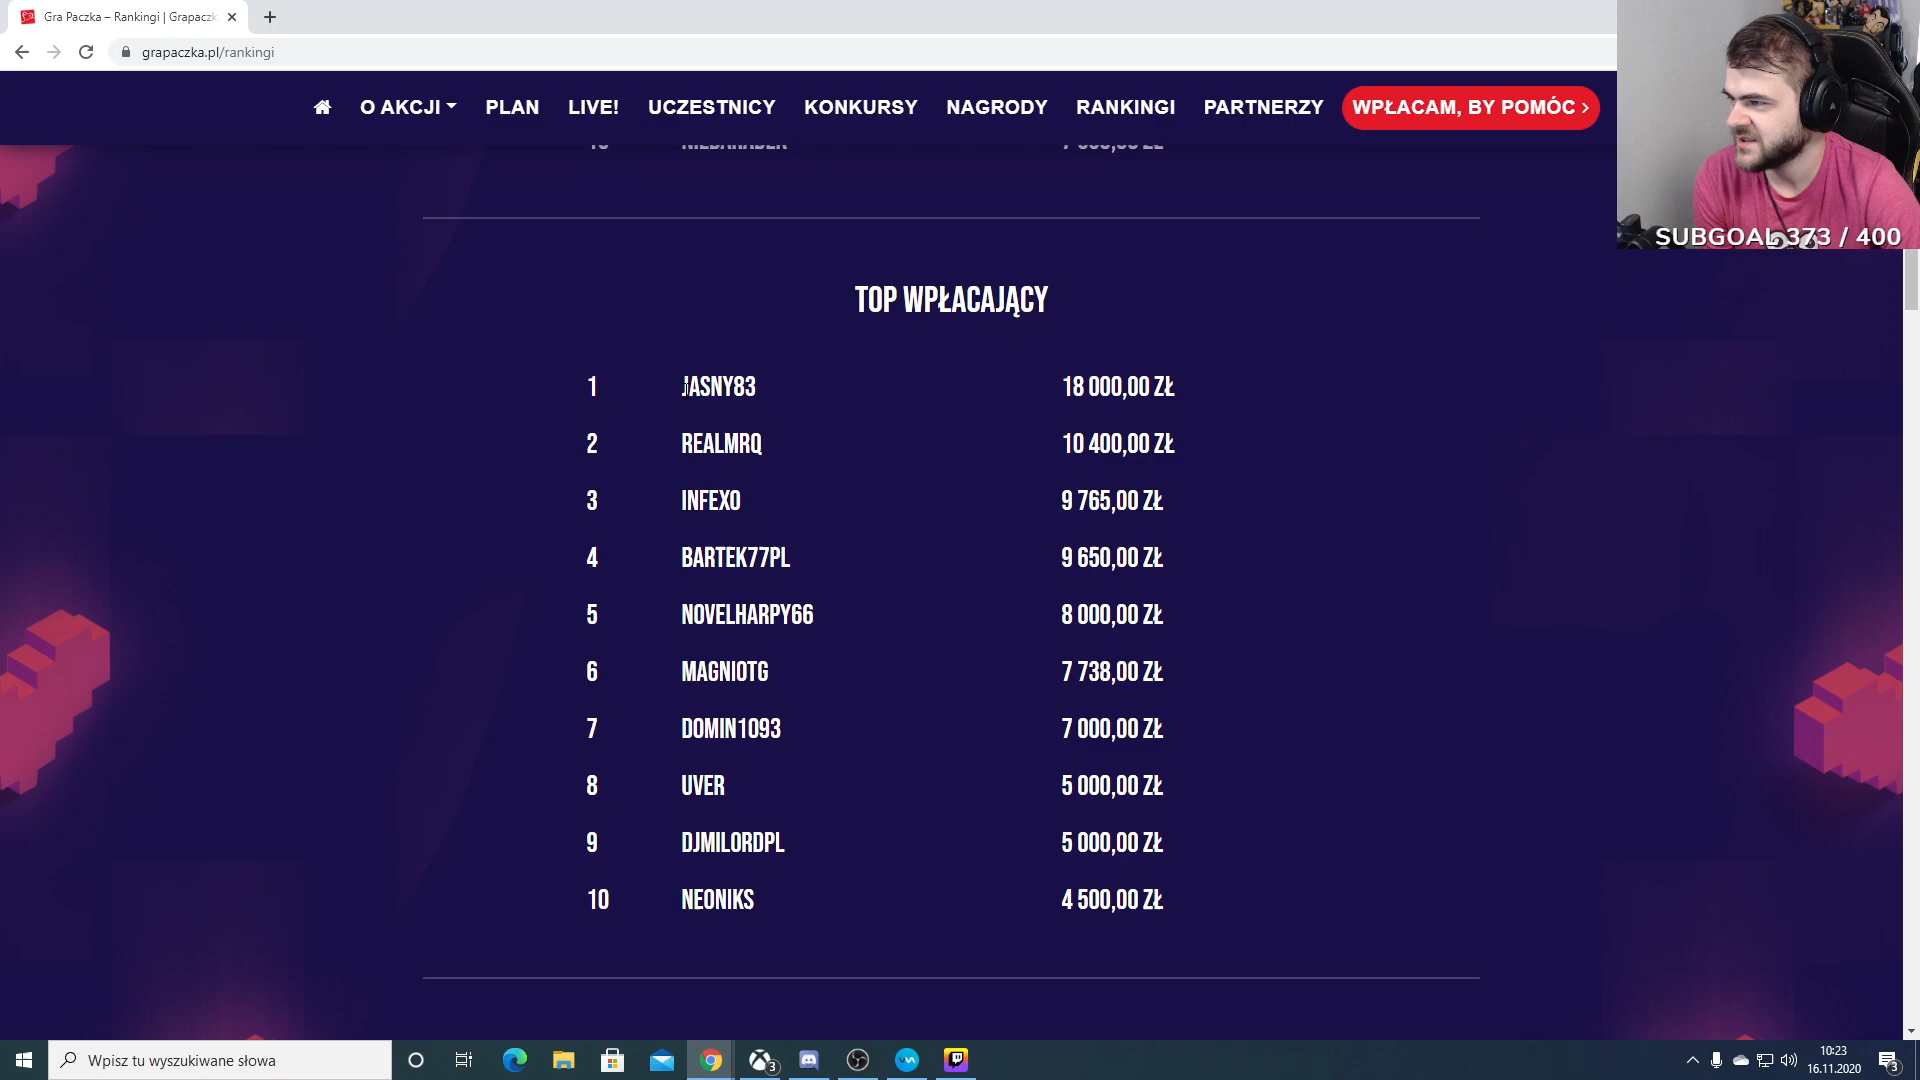 Gra Paczka – Rankingi | Grapaczk
grapaczka.pl/rankingi
O AKCJI PLAN LIVE! UCZESTNICY KONKURSY NAGRODY RANKINGI PARTNERZY WPŁACAM, BY POMÓC ›
SUBGOAL 373 / 400
TOP WPŁACAJĄCY
1 JASNY83 18 000,00 ZŁ
2 REALMRQ 10 400,00 ZŁ
3 INFEXO 9 765,00 ZŁ
4 BARTEK77PL 9 650,00 ZŁ
5 NOVELHARPY66 8 000,00 ZŁ
6 MAGNIOTG 7 738,00 ZŁ
7 DOMIN1093 7 000,00 ZŁ
8 UVER 5 000,00 ZŁ
9 DJMILORDPL 5 000,00 ZŁ
10 NEONIKS 4 500,00 ZŁ
Wpisz tu wyszukiwane słowa
3
10:23
16.11.2020
3